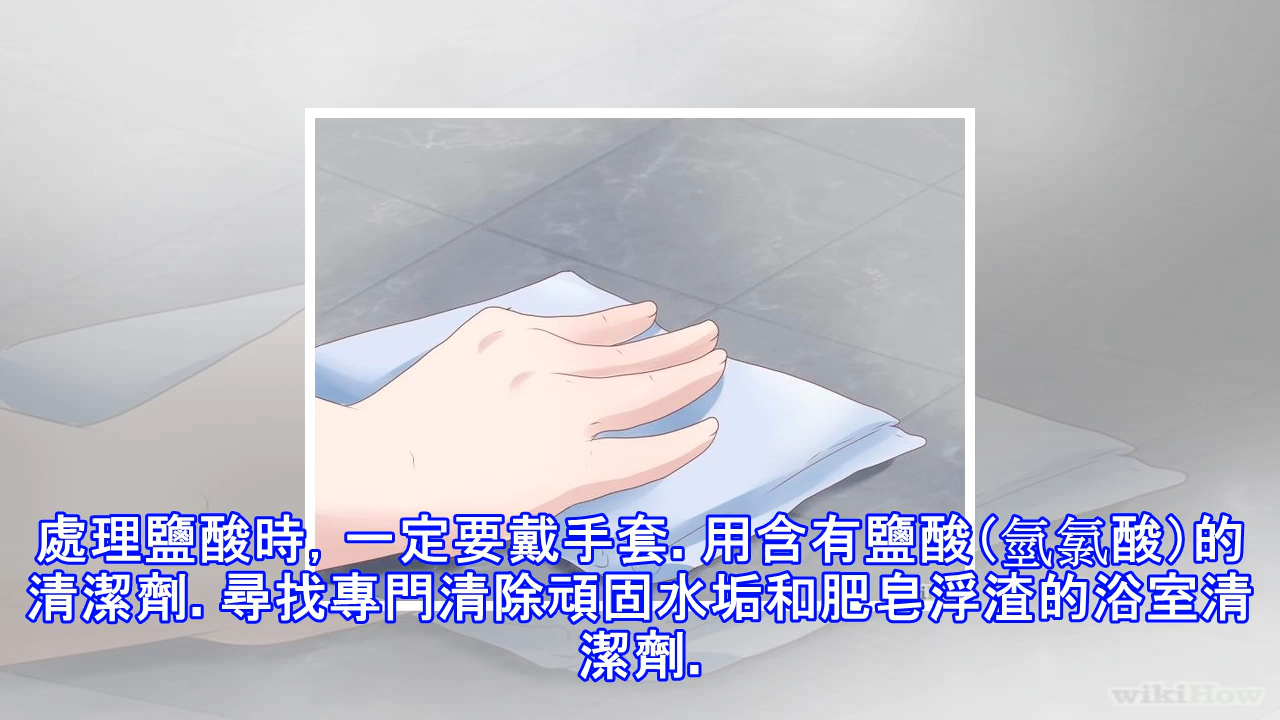 處理鹽酸時, 一定要戴手套. 用含有鹽酸(氫氯酸)的
清潔劑. 尋找專門清除頑固水垢和肥皂浮渣的浴室清
潔劑.
wikiHow